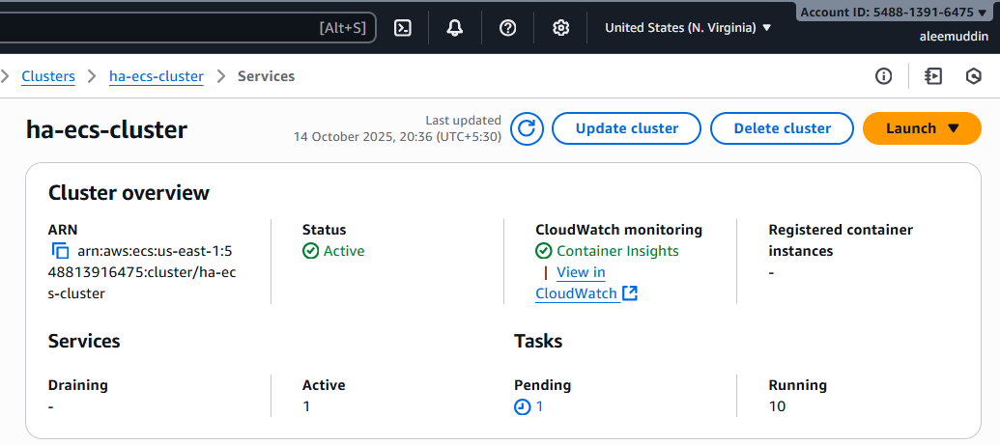 [Alt+S]
United States (N. Virginia)
Account ID: 5488-1391-6475
aleemuddin
Clusters
ha-ecs-cluster
Services
ha-ecs-cluster
Last updated
14 October 2025, 20:36 (UTC+5:30)
Update cluster
Delete cluster
Launch
Cluster overview
ARN
arn:aws:ecs:us-east-1:5
48813916475:cluster/ha-ec
s-cluster
Status
Active
CloudWatch monitoring
Container Insights
| View in
CloudWatch
Registered container
instances
-
Services
Tasks
Draining
-
Active
1
Pending
1
Running
10